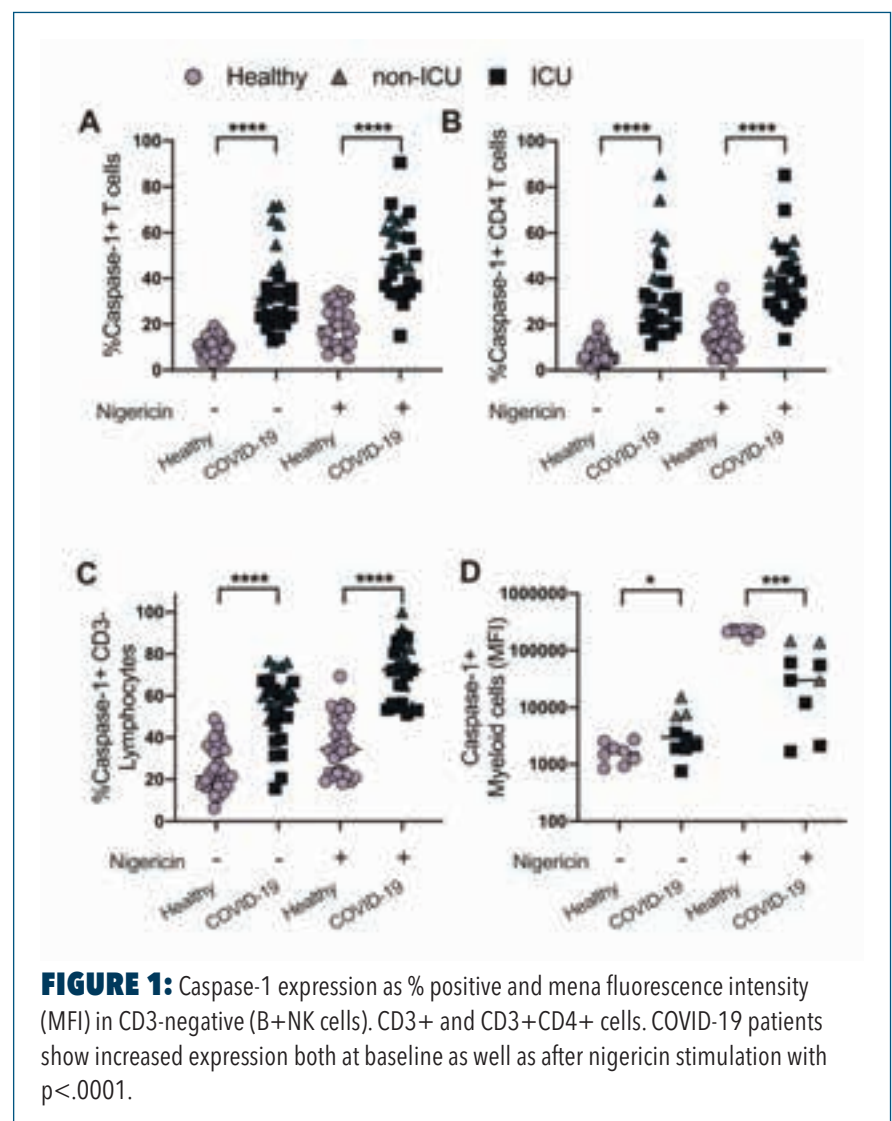 Healthy non-ICU ICU
A
****
****
%Caspase-1+ T cells
100
80
60
40
20
0
Nigericin - - + +
Healthy COVID-19 Healthy COVID-19
B
****
****
%Caspase-1+ CD4 T cells
100
80
60
40
20
0
Nigericin - - + +
Healthy COVID-19 Healthy COVID-19
C
****
****
%Caspase-1+ CD3-
Lymphocytes
100
80
60
40
20
0
Nigericin - - + +
Healthy COVID-19 Healthy COVID-19
D
*
***
Caspase-1+
Myeloid cells (MFI)
1000000
100000
10000
1000
100
Nigericin - - + +
Healthy COVID-19 Healthy COVID-19
FIGURE 1: Caspase-1 expression as % positive and mena fluorescence intensity
(MFI) in CD3-negative (B+NK cells). CD3+ and CD3+CD4+ cells. COVID-19 patients
show increased expression both at baseline as well as after nigericin stimulation with
p<.0001.